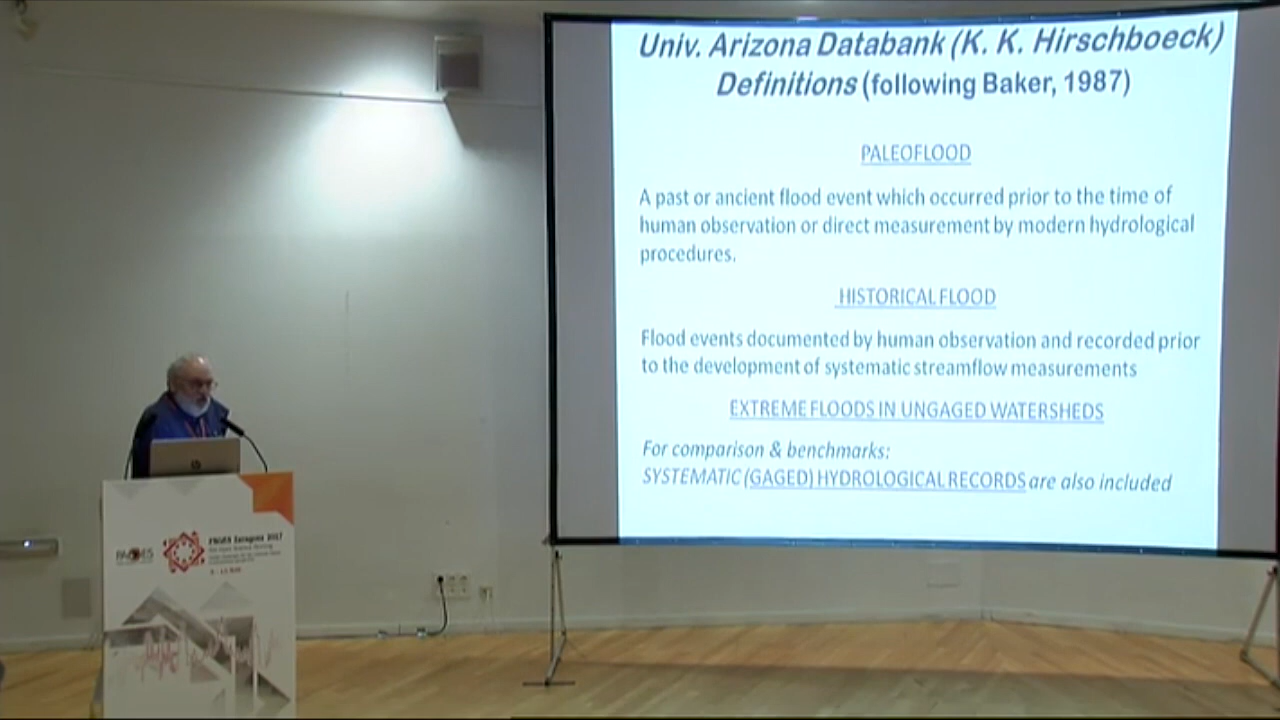 Univ. Arizona Databank (K. K. Hirschboeck)
Definitions (following Baker, 1987)
PALEOFLOOD
A past or ancient flood event which occurred prior to the time of
human observation or direct measurement by modern hydrological
procedures.
HISTORICAL FLOOD
Flood events documented by human observation and recorded prior
to the development of systematic streamflow measurements
EXTREME FLOODS IN UNGAGED WATERSHEDS
For comparison & benchmarks:
SYSTEMATIC (GAGED) HYDROLOGICAL RECORDS are also included
PAGES
PAGES Zaragoza 2017
hp